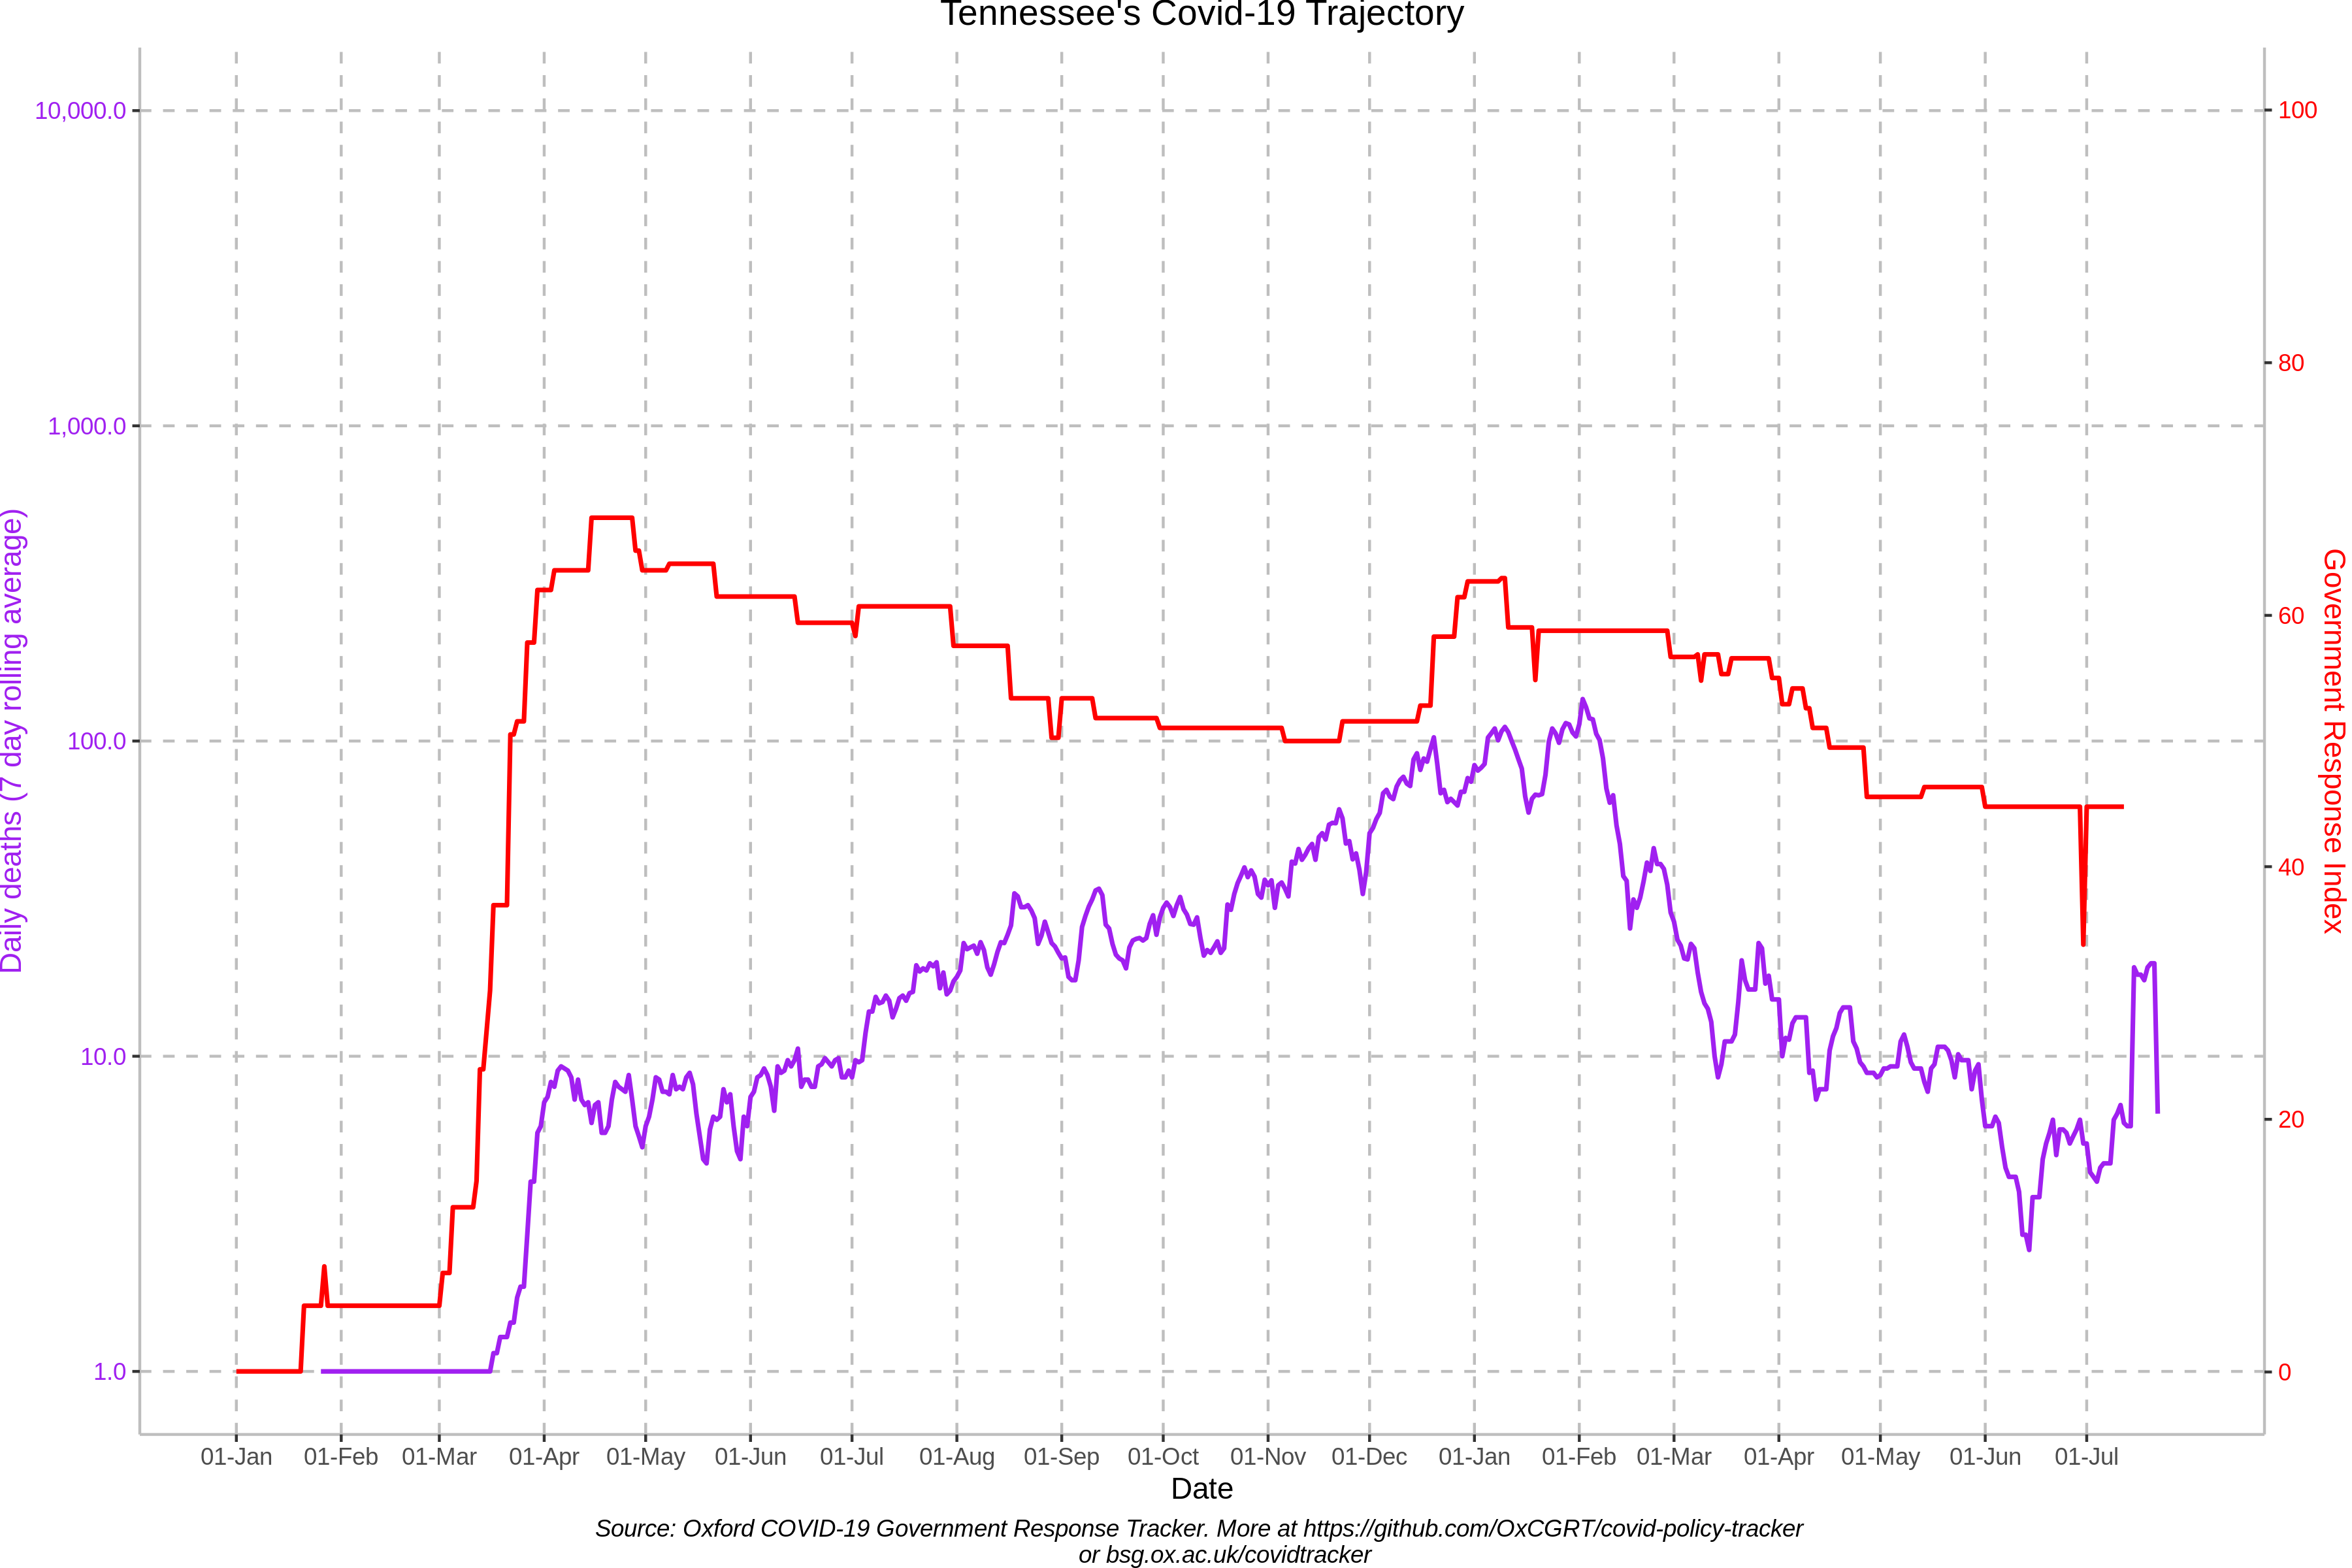 Tennessee's Covid-19 Trajectory
10,000.0
1,000.0
100.0
10.0
1.0
Daily deaths (7 day rolling average)
100
80
60
40
20
0
Government Response Index
01-Jan 01-Feb 01-Mar 01-Apr 01-May 01-Jun 01-Jul 01-Aug 01-Sep 01-Oct 01-Nov 01-Dec 01-Jan 01-Feb 01-Mar 01-Apr 01-May 01-Jun 01-Jul
Date
Source: Oxford COVID-19 Government Response Tracker. More at https://github.com/OxCGRT/covid-policy-tracker
or bsg.ox.ac.uk/covidtracker